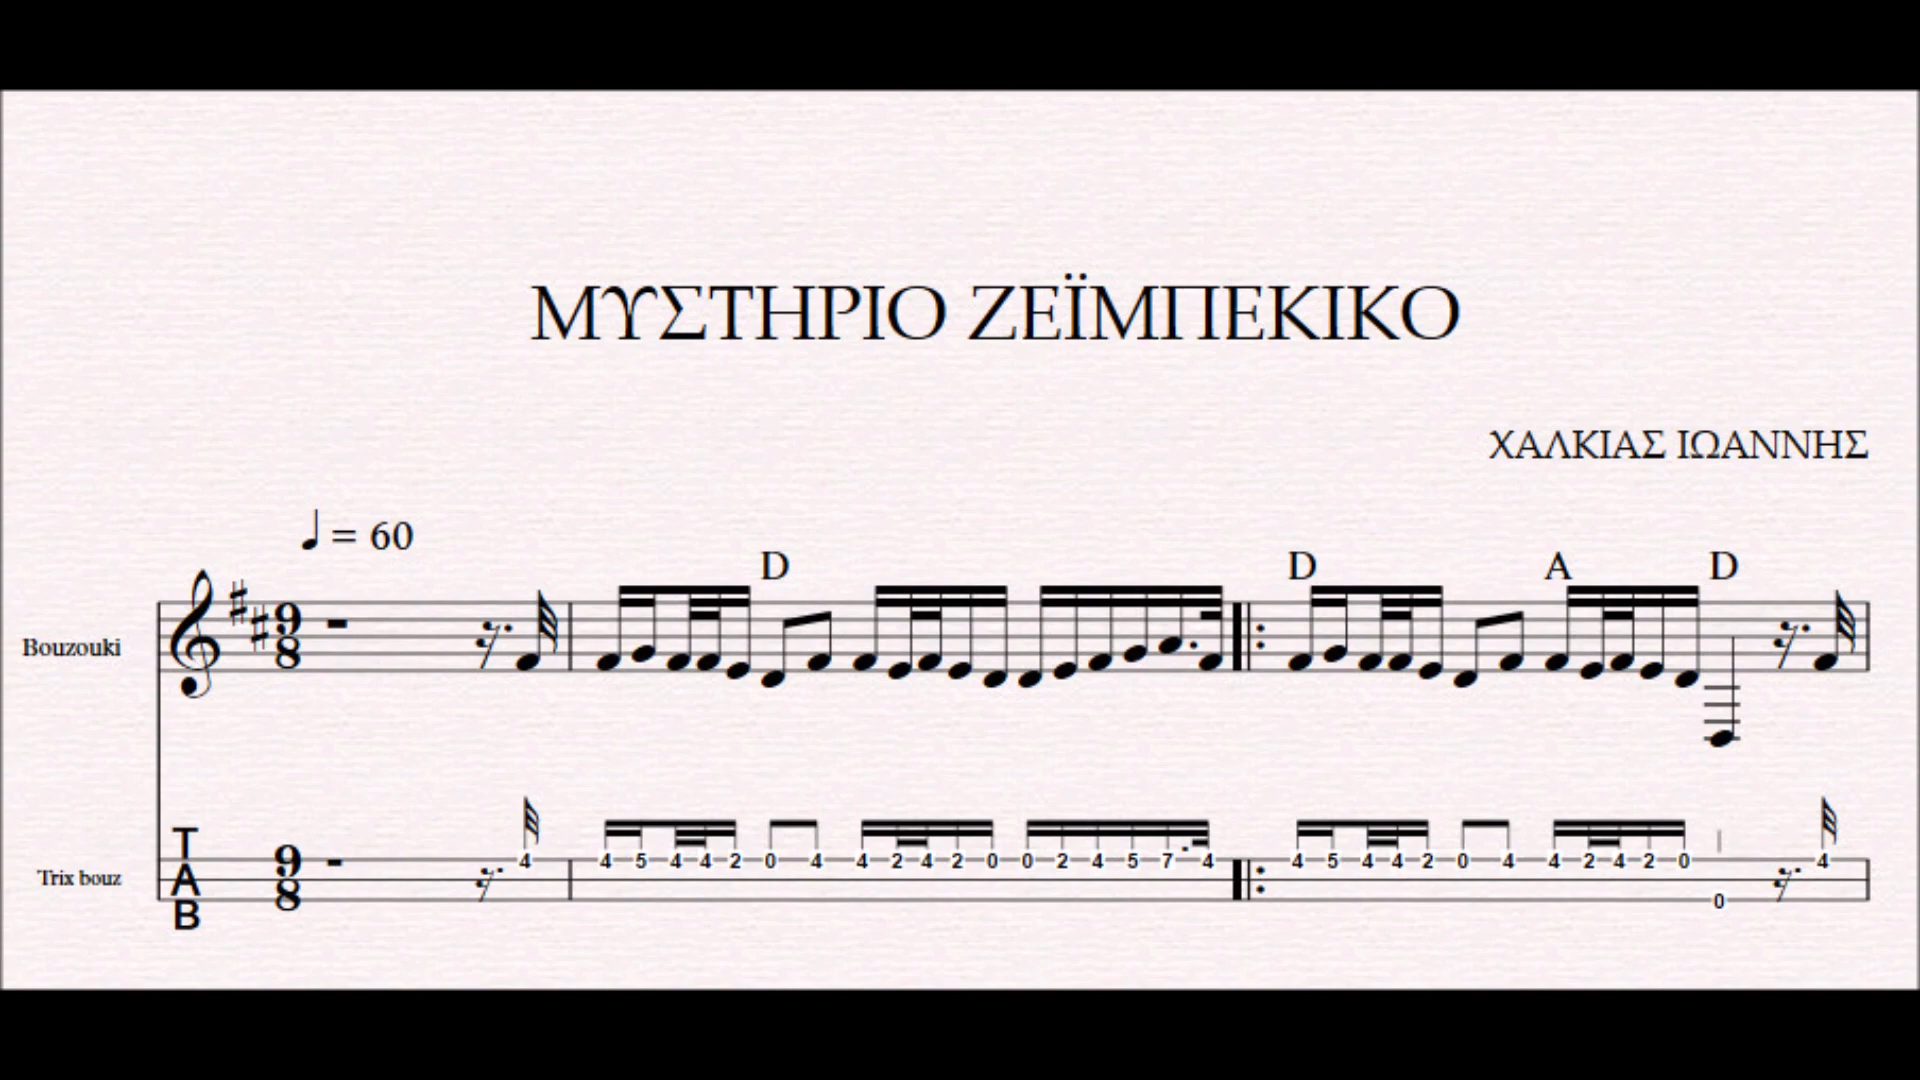 ΜΥΣΤΗΡΙΟ ΖΕΪΜΠΕΚΙΚΟ
ΧΑΛΚΙΑΣ ΙΩΑΝΝΗΣ
♩ = 60
D D A D
Bouzouki
9
8
Trix bouz
T
A
B
9
8
4 4 5 4 4 2 0 4 4 2 4 2 0 0 2 4 5 7 4 4 5 4 4 2 0 4 4 2 4 2 0 0 4